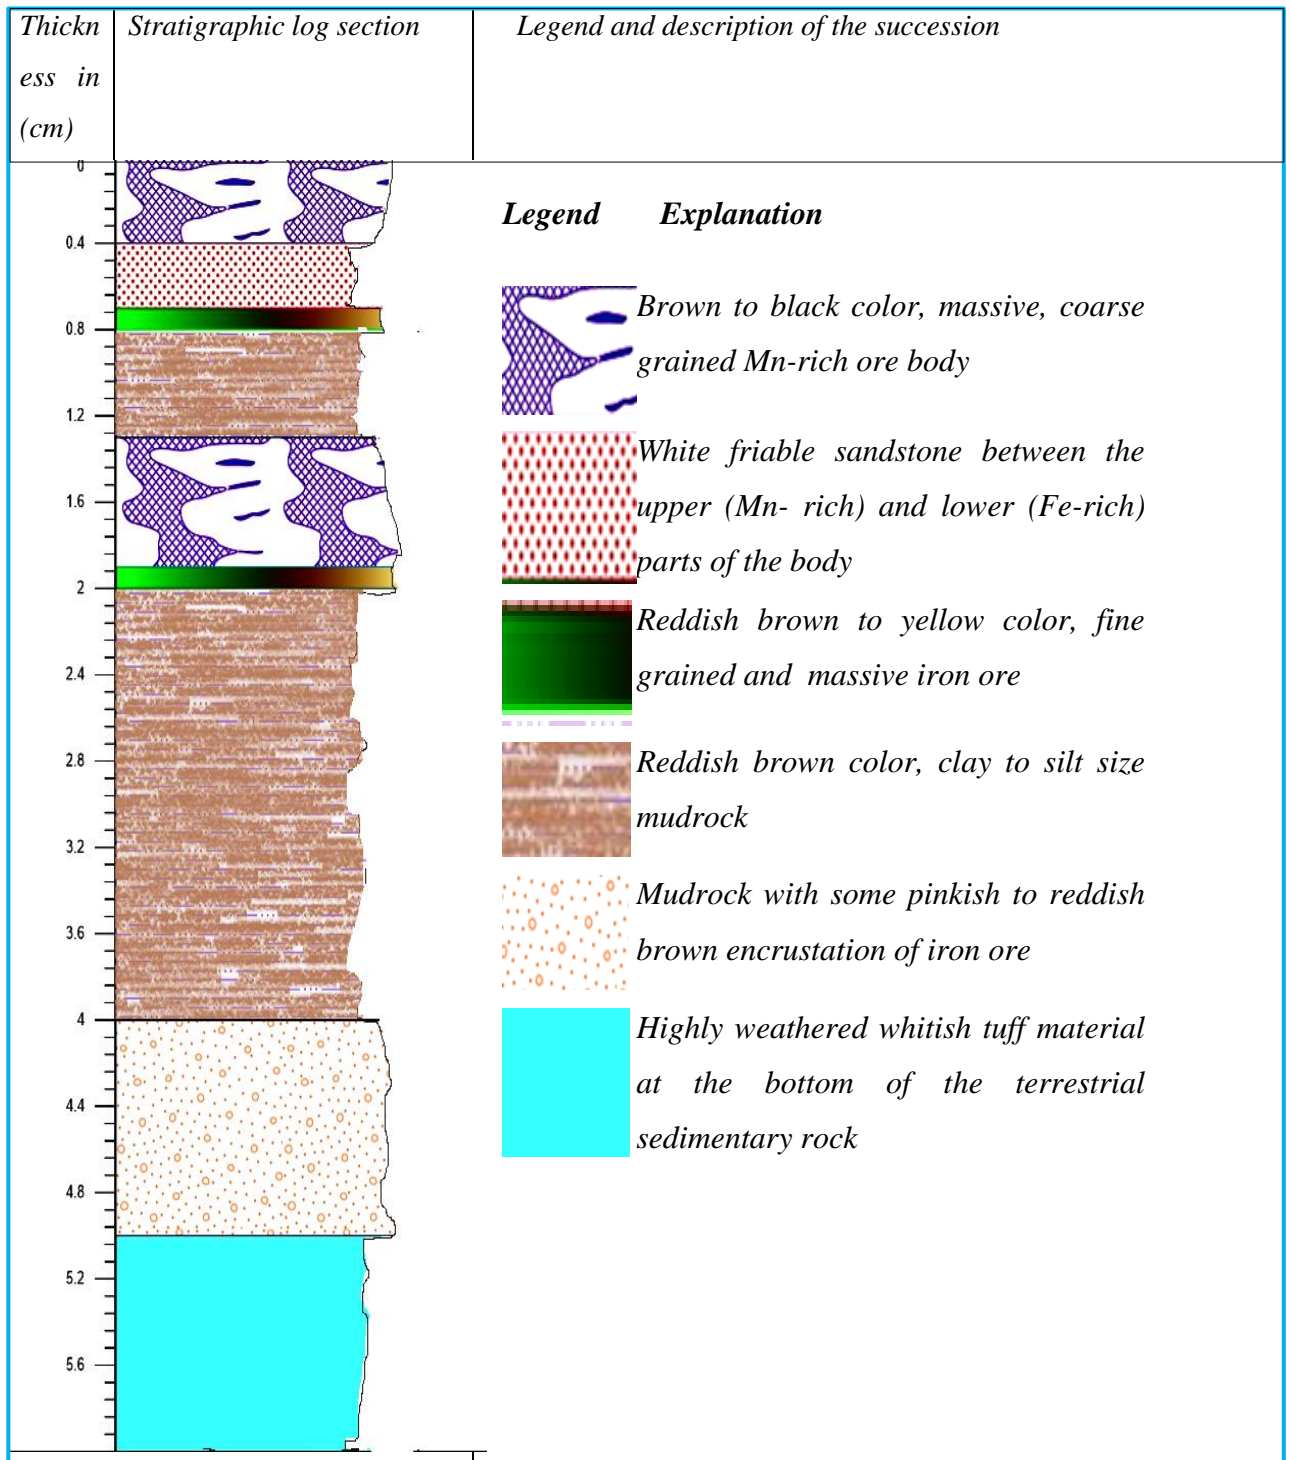 Thickn
ess in
(cm)
Stratigraphic log section
Legend and description of the succession
0
0.4
0.8
1.2
1.6
2
2.4
2.8
3.2
3.6
4
4.4
4.8
5.2
5.6
Legend Explanation
Brown to black color, massive, coarse
grained Mn-rich ore body
White friable sandstone between the
upper (Mn- rich) and lower (Fe-rich)
parts of the body
Reddish brown to yellow color, fine
grained and massive iron ore
Reddish brown color, clay to silt size
mudrock
Mudrock with some pinkish to reddish
brown encrustation of iron ore
Highly weathered whitish tuff material
at the bottom of the terrestrial
sedimentary rock